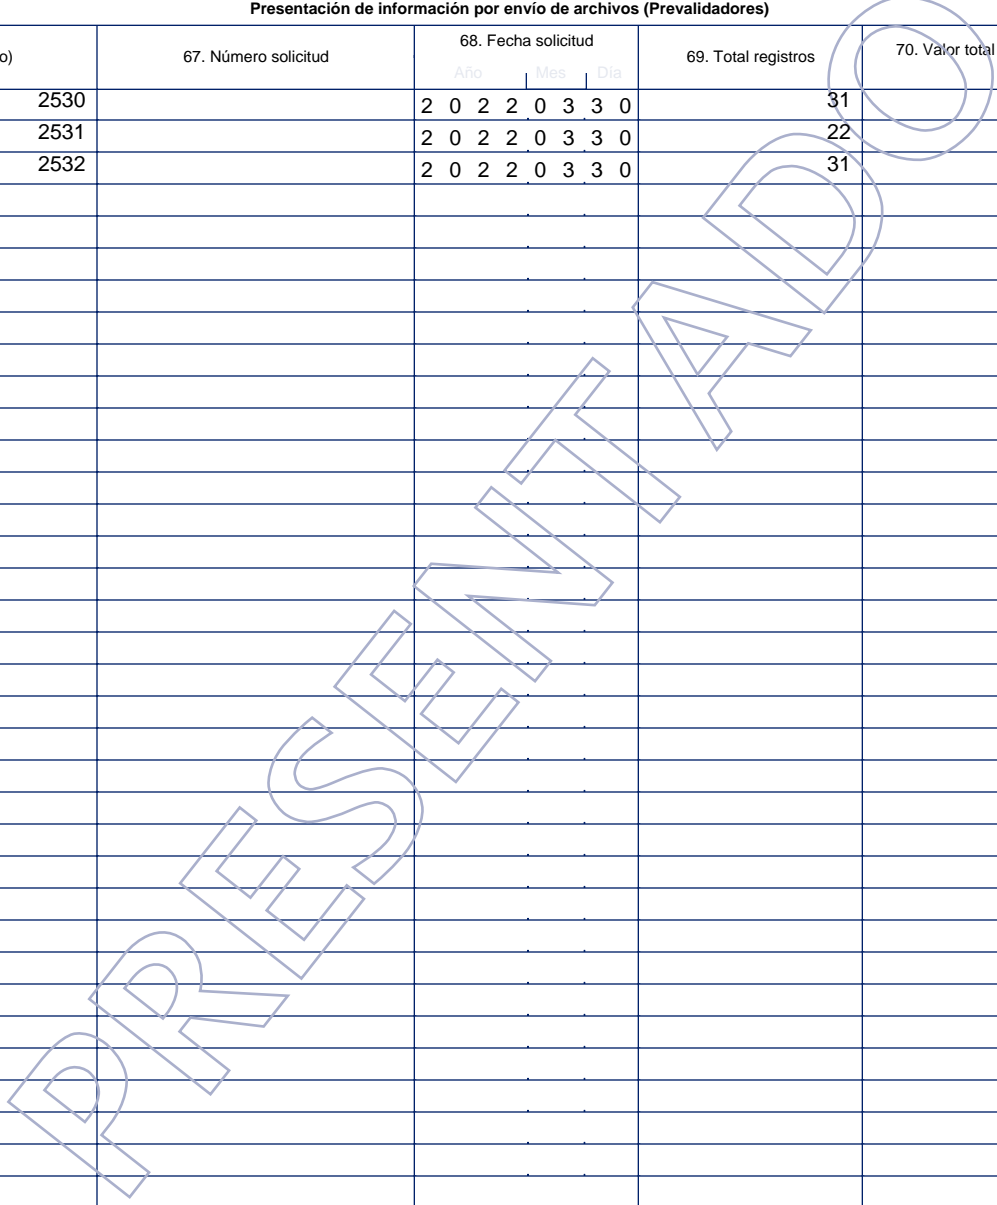 Presentación de información por envío de archivos (Prevalidadores)
o) 67. Número solicitud 68. Fecha solicitud 69. Total registros 70. Valor total
Año Mes Día
2530 2 0 2 2 0 3 3 0 31
2531 2 0 2 2 0 3 3 0 22
2532 2 0 2 2 0 3 3 0 31
PRESENTADO